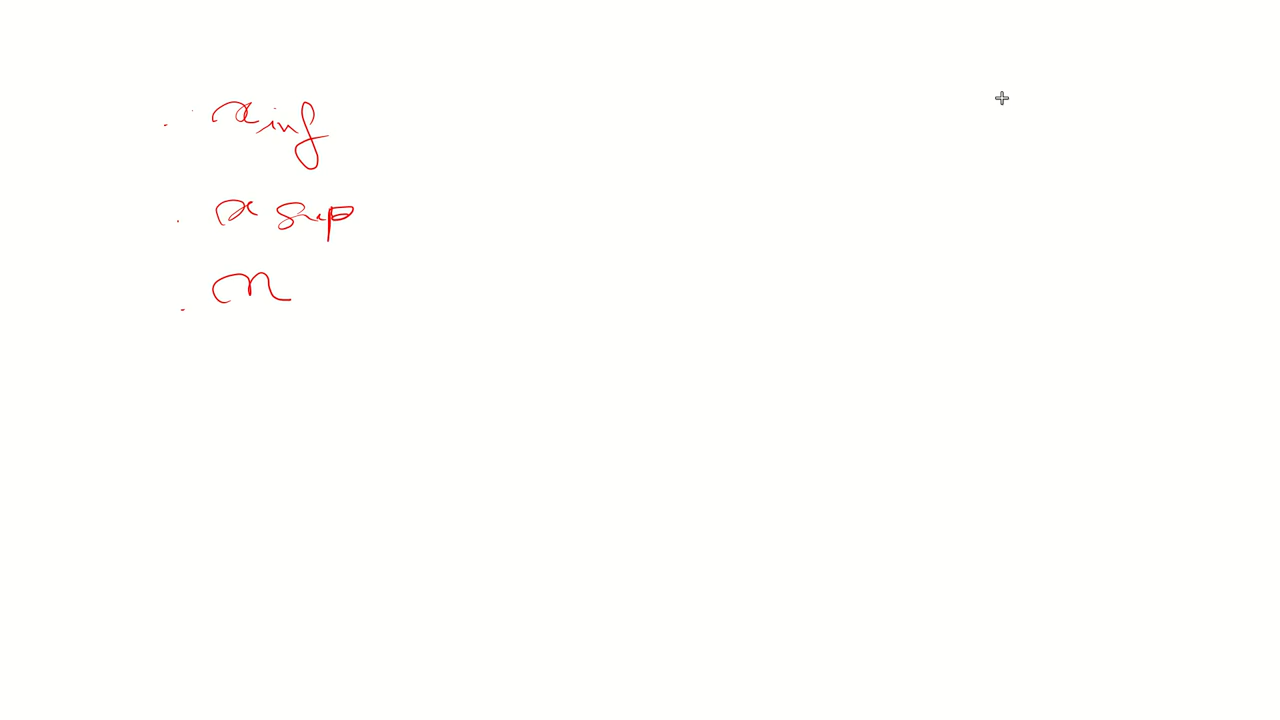 . x inf
. x sup
. n